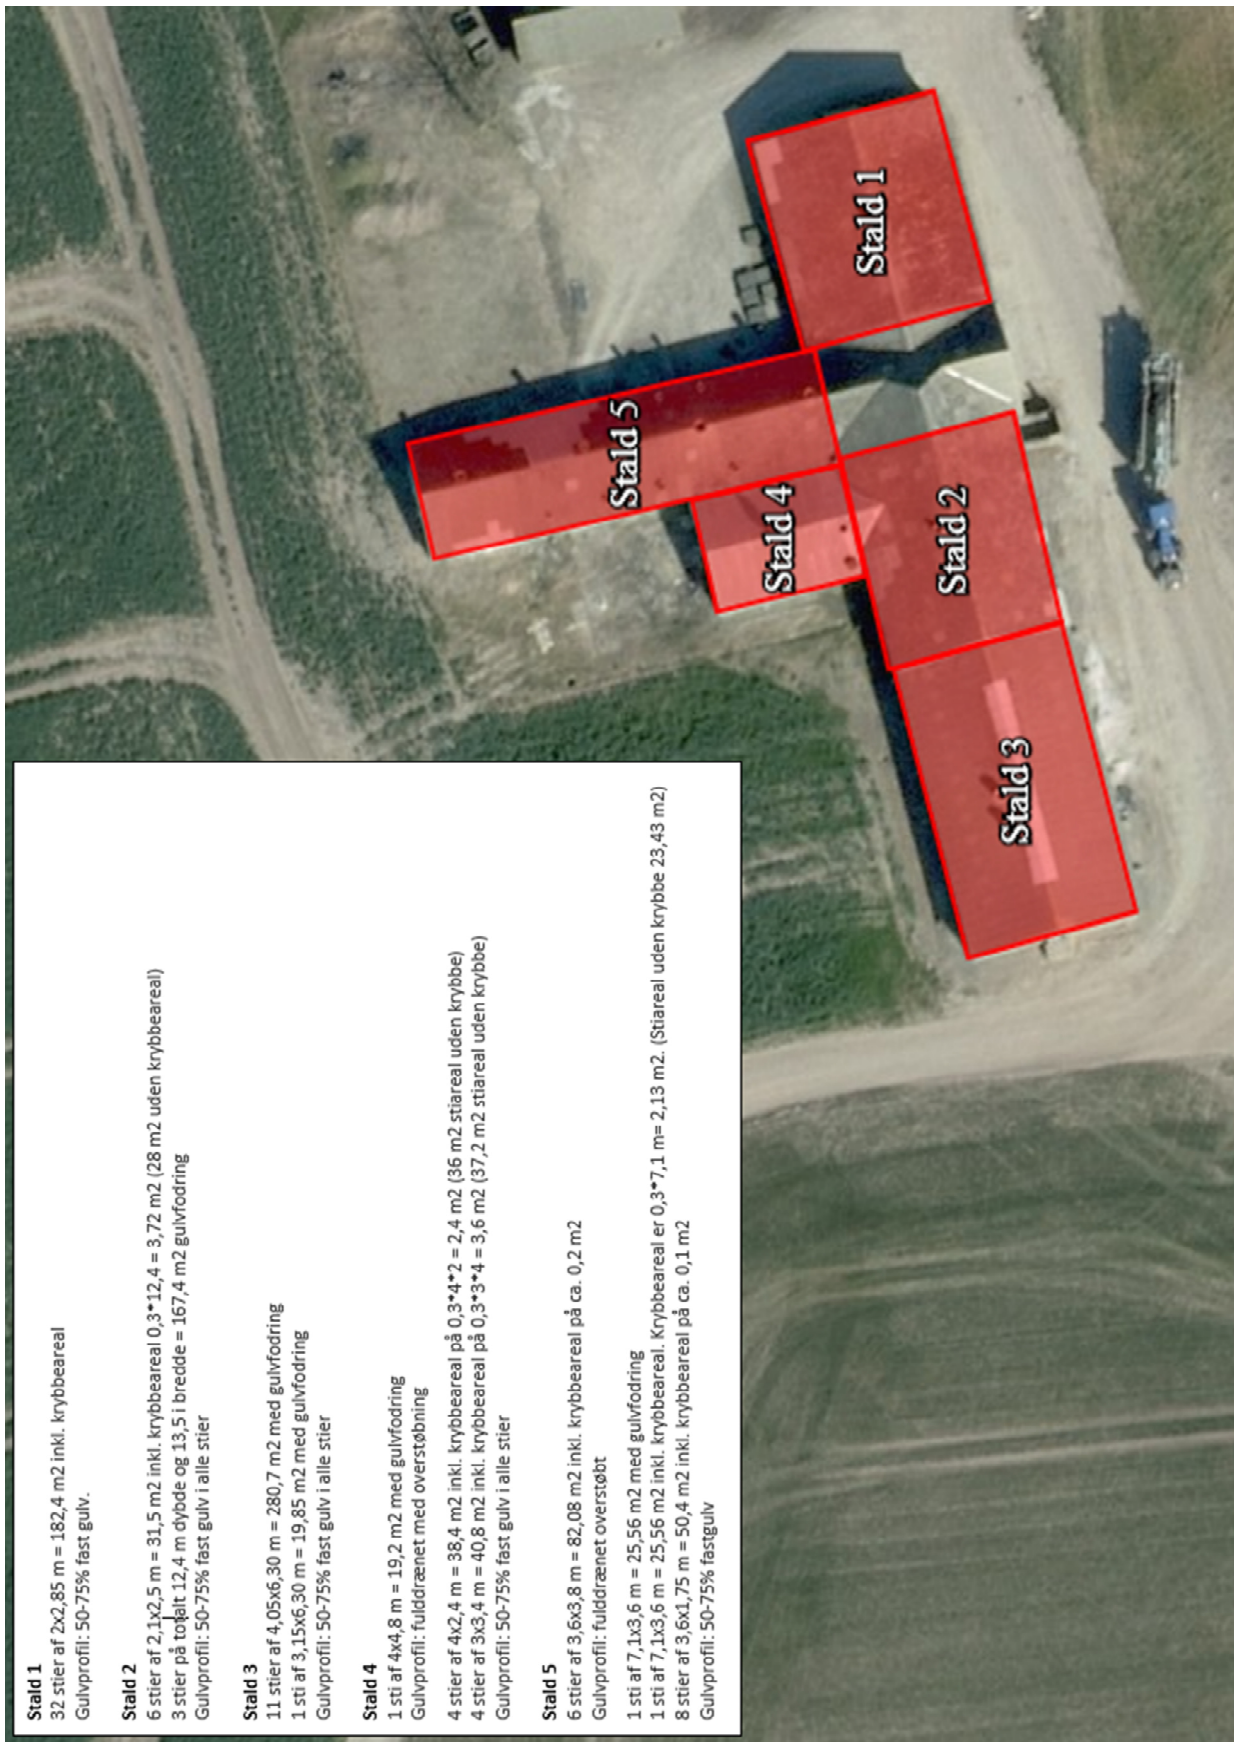 Stald 1
32 stier af 2x2,85 m = 182,4 m2 inkl. krybbeareal
Gulvprofil: 50-75% fast gulv.
Stald 2
6 stier af 2,1x2,5 m = 31,5 m2 inkl. krybbeareal 0,3*12,4 = 3,72 m2 (28 m2 uden krybbeareal)
3 stier på totalt 12,4 m dybde og 13,5 i bredde = 167,4 m2 gulvfodring
Gulvprofil: 50-75% fast gulv i alle stier
Stald 3
11 stier af 4,05x6,30 m = 280,7 m2 med gulvfodring
1 sti af 3,15x6,30 m = 19,85 m2 med gulvfodring
Gulvprofil: 50-75% fast gulv i alle stier
Stald 4
1 sti af 4x4,8 m = 19,2 m2 med gulvfodring
Gulvprofil: fulddrænet med overstøbning
4 stier af 4x2,4 m = 38,4 m2 inkl. krybbeareal på 0,3*4*2 = 2,4 m2 (36 m2 stiareal uden krybbe)
4 stier af 3x3,4 m = 40,8 m2 inkl. krybbeareal på 0,3*3*4 = 3,6 m2 (37,2 m2 stiareal uden krybbe)
Gulvprofil: 50-75% fast gulv i alle stier
Stald 5
6 stier af 3,6x3,8 m = 82,08 m2 inkl. krybbeareal på ca. 0,2 m2
Gulvprofil: fulddrænet overstøbt
1 sti af 7,1x3,6 m = 25,56 m2 med gulvfodring
1 sti af 7,1x3,6 m = 25,56 m2 inkl. krybbeareal. Krybbeareal er 0,3*7,1 m= 2,13 m2. (Stiareal uden krybbe 23,43 m2)
8 stier af 3,6x1,75 m = 50,4 m2 inkl. krybbeareal på ca. 0,1 m2
Gulvprofil: 50-75% fastgulv
Stald 5
Stald 4
Stald 1
Stald 2
Stald 3